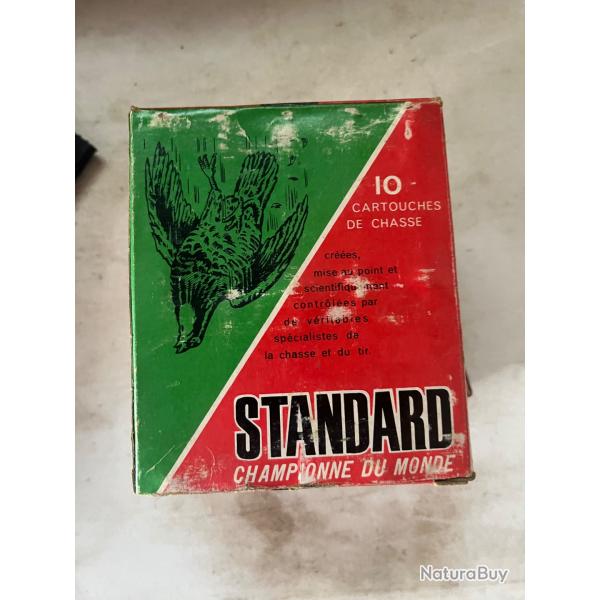 10
CARTOUCHES
DE CHASSE
créées,
mise au point et
scientifiquement
contrôlées par
de véritables
spécialistes de
la chasse et du tir.
STANDARD
CHAMPIONNE DU MONDE
NaturaBuy